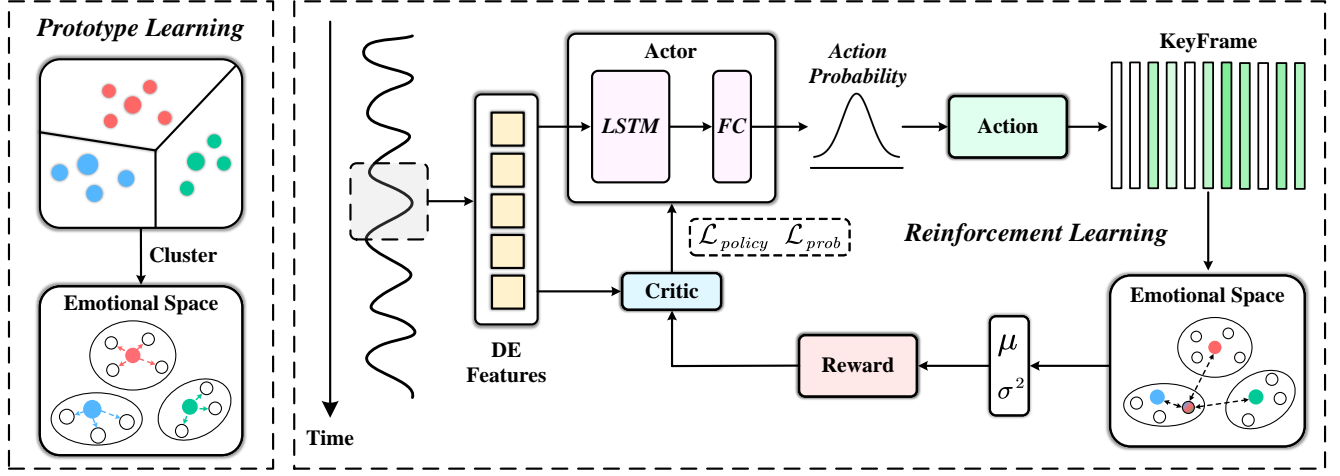 Prototype Learning
Cluster
Emotional Space
Time
DE
Features
Actor
LSTM
FC
Action
Probability
Action
KeyFrame
ℒ_policy ℒ_prob
Reinforcement Learning
Critic
Reward
μ
σ²
Emotional Space